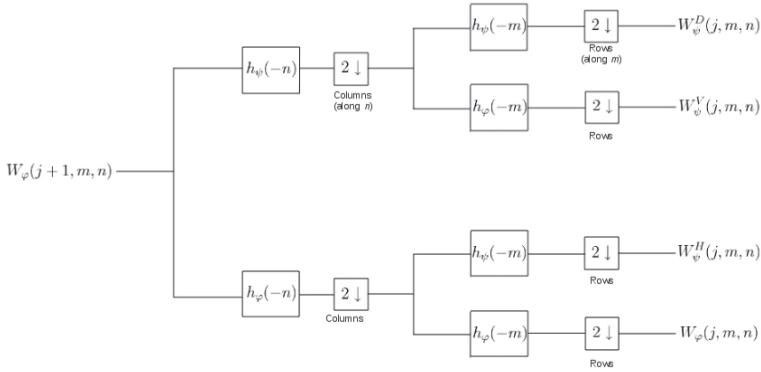 h_ψ(−m) 2 ↓ W_ψ^D(j, m, n)
Rows
(along m)
h_ψ(−n) 2 ↓
Columns
(along n)
h_φ(−m) 2 ↓ W_ψ^V(j, m, n)
Rows
W_φ(j + 1, m, n)
h_ψ(−m) 2 ↓ W_ψ^H(j, m, n)
Rows
h_φ(−n) 2 ↓
Columns
h_φ(−m) 2 ↓ W_φ(j, m, n)
Rows